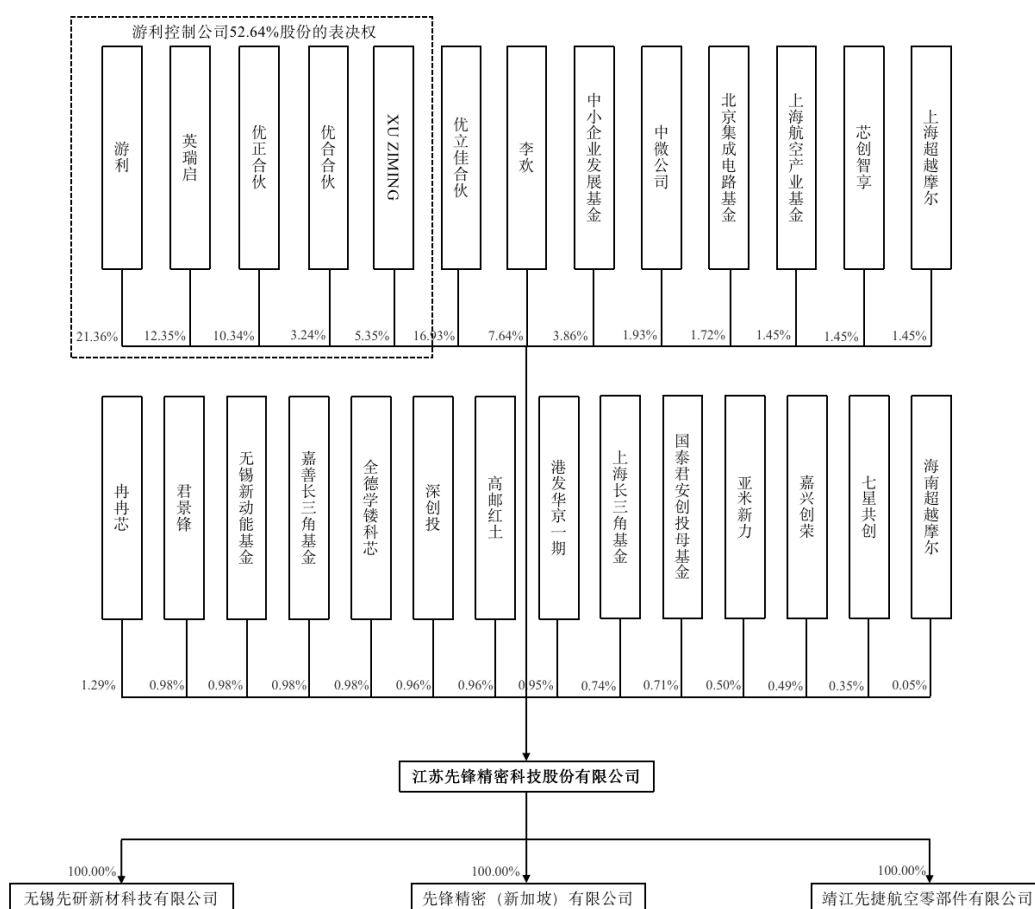 游利控制公司52.64%股份的表决权
游利
英瑞启
优正合伙
优合合伙
XU ZIMING
优立佳合伙
李欢
中小企业发展基金
中微公司
北京集成电路基金
上海航空产业基金
芯创智享
上海超越摩尔
21.36%
12.35%
10.34%
3.24%
5.35%
16.93%
7.64%
3.86%
1.93%
1.72%
1.45%
1.45%
1.45%
冉冉芯
君景锋
无锡新动能基金
嘉善长三角基金
全德学镂科芯
深创投
高邮红土
港发华京一期
上海长三角基金
国泰君安创投母基金
亚米新力
嘉兴创荣
七星共创
海南超越摩尔
1.29%
0.98%
0.98%
0.98%
0.98%
0.96%
0.96%
0.95%
0.74%
0.71%
0.50%
0.49%
0.35%
0.05%
江苏先锋精密科技股份有限公司
100.00%
100.00%
100.00%
无锡先研新材科技有限公司
先锋精密（新加坡）有限公司
靖江先捷航空零部件有限公司